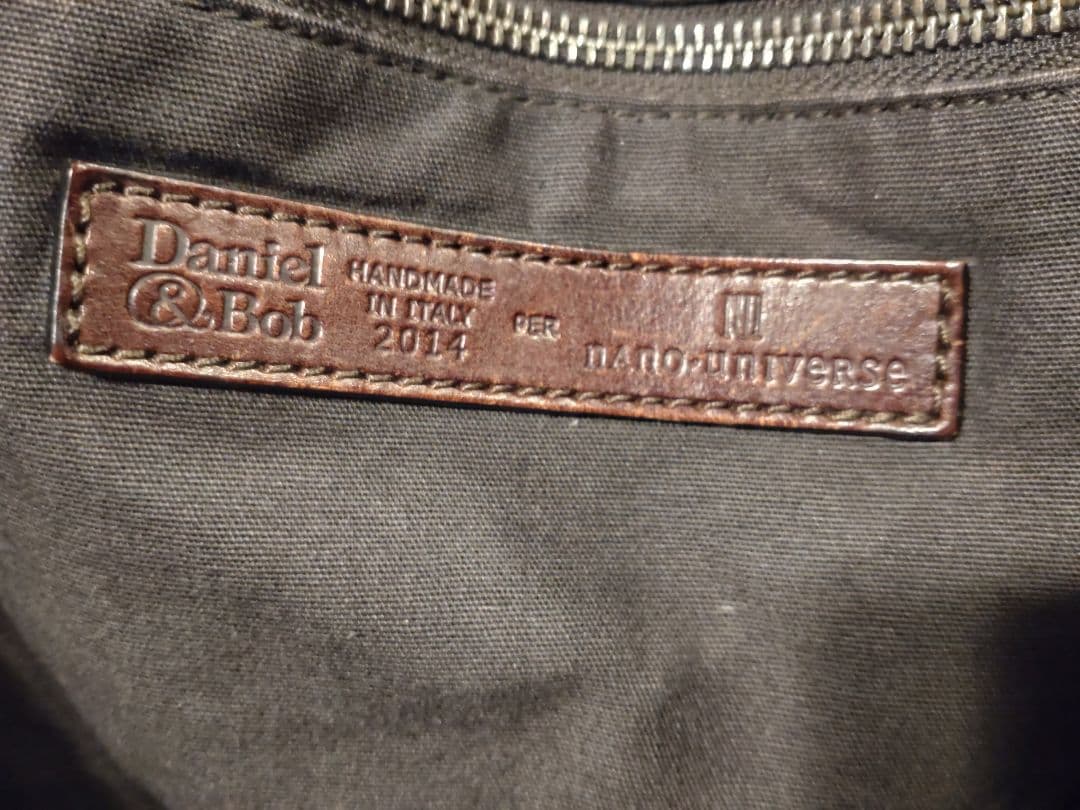 Daniel
& Bob
HANDMADE
IN ITALY
2014
PER
NU
nano·universe